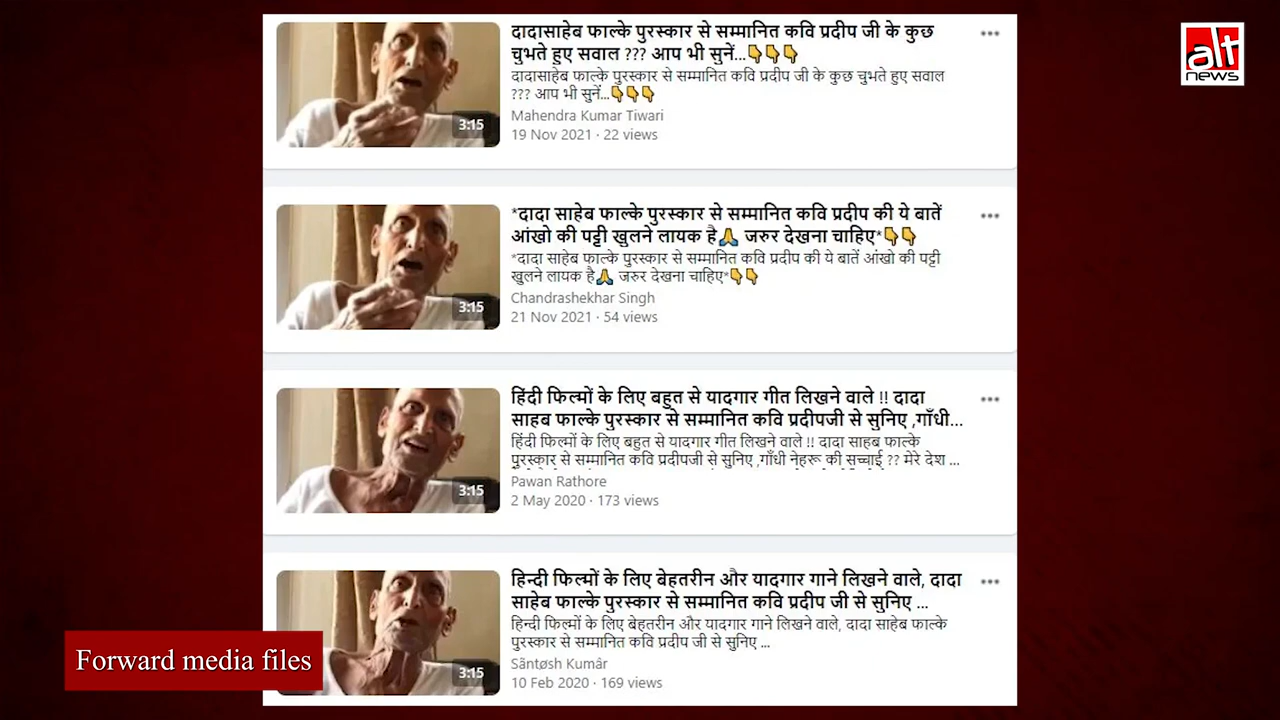 दादासाहेब फाल्के पुरस्कार से सम्मानित कवि प्रदीप जी के कुछ
चुभते हुए सवाल ??? आप भी सुनें...👇👇👇
दादासाहेब फाल्के पुरस्कार से सम्मानित कवि प्रदीप जी के कुछ चुभते हुए सवाल
??? आप भी सुनें...👇👇👇
Mahendra Kumar Tiwari
19 Nov 2021 · 22 views
3:15
alt
news
*दादा साहेब फाल्के पुरस्कार से सम्मानित कवि प्रदीप की ये बातें
आंखो की पट्टी खुलने लायक है🙏 जरुर देखना चाहिए*👇👇
*दादा साहेब फाल्के पुरस्कार से सम्मानित कवि प्रदीप की ये बातें आंखो की पट्टी
खुलने लायक है🙏 जरुर देखना चाहिए*👇👇
Chandrashekhar Singh
21 Nov 2021 · 54 views
3:15
हिंदी फिल्मों के लिए बहुत से यादगार गीत लिखने वाले !! दादा
साहब फाल्के पुरस्कार से सम्मानित कवि प्रदीपजी से सुनिए ,गाँधी...
हिंदी फिल्मों के लिए बहुत से यादगार गीत लिखने वाले !! दादा साहब फाल्के
पुरस्कार से सम्मानित कवि प्रदीपजी से सुनिए ,गाँधी नेहरू की सच्चाई ?? मेरे देश ...
Pawan Rathore
2 May 2020 · 173 views
3:15
हिन्दी फिल्मों के लिए बेहतरीन और यादगार गाने लिखने वाले, दादा
साहेब फाल्के पुरस्कार से सम्मानित कवि प्रदीप जी से सुनिए ...
हिन्दी फिल्मों के लिए बेहतरीन और यादगार गाने लिखने वाले, दादा साहेब फाल्के
पुरस्कार से सम्मानित कवि प्रदीप जी से सुनिए ...
Sãntøsh Kumâr
10 Feb 2020 · 169 views
3:15
Forward media files